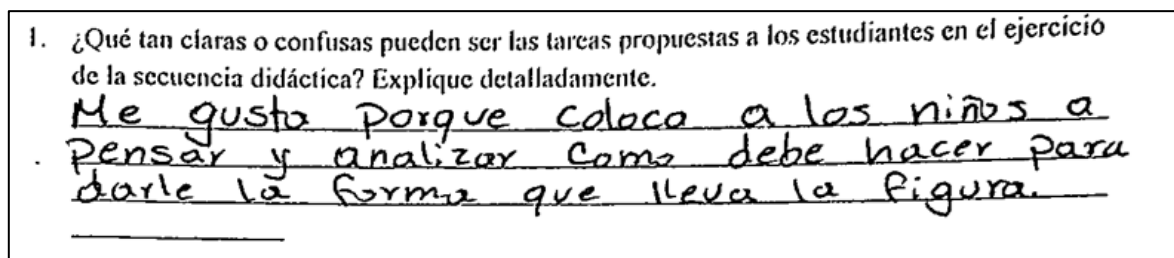 1. ¿Qué tan claras o confusas pueden ser las tareas propuestas a los estudiantes en el ejercicio
de la secuencia didáctica? Explique detalladamente.
Me gusto porque coloco a los niños a
pensar y analizar como debe hacer para
darle la forma que lleva la figura.